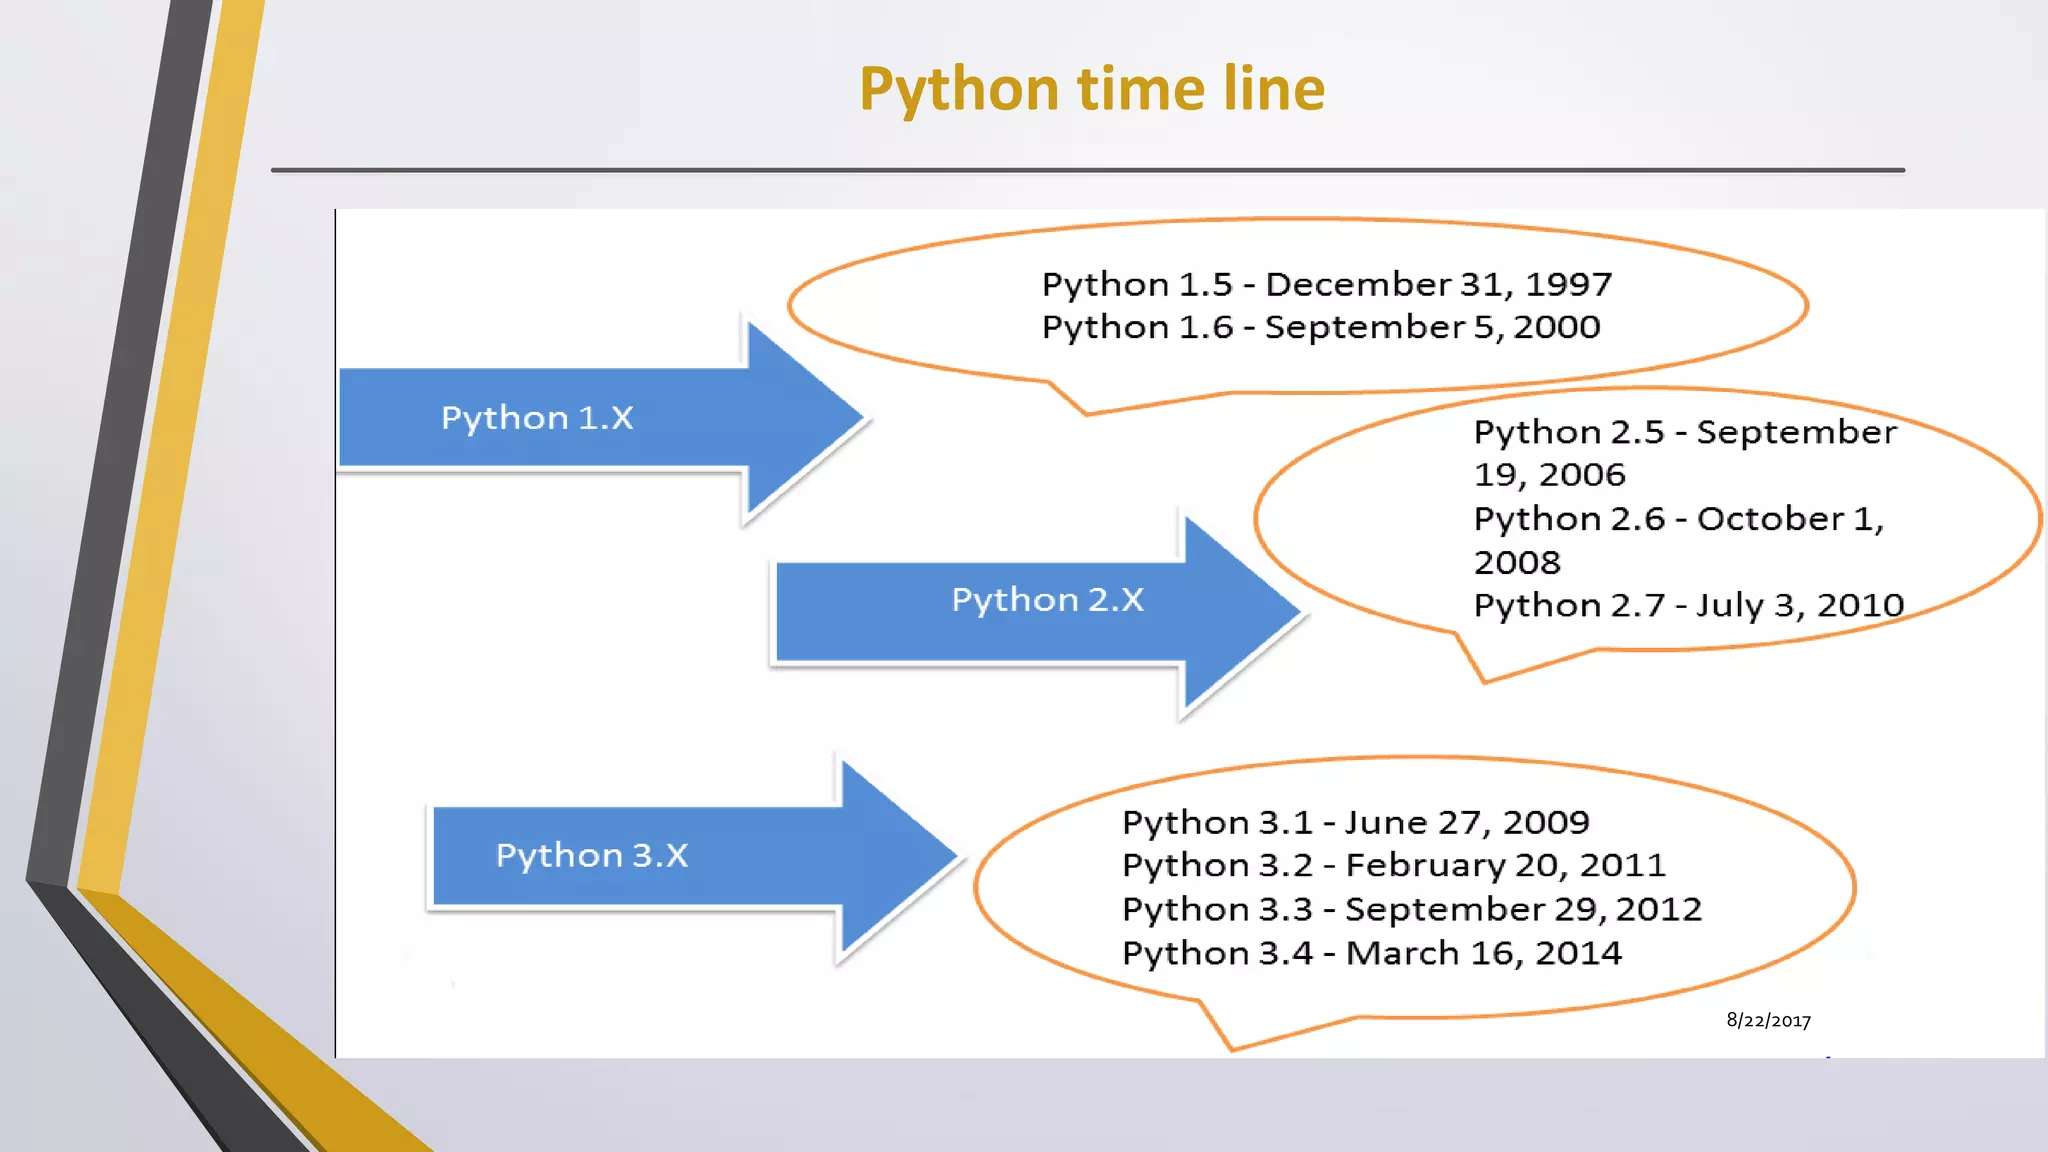 Python time line
Python 1.5 - December 31, 1997
Python 1.6 - September 5, 2000
Python 1.X
Python 2.5 - September
19, 2006
Python 2.6 - October 1,
2008
Python 2.7 - July 3, 2010
Python 2.X
Python 3.1 - June 27, 2009
Python 3.2 - February 20, 2011
Python 3.3 - September 29, 2012
Python 3.4 - March 16, 2014
Python 3.X
8/22/2017